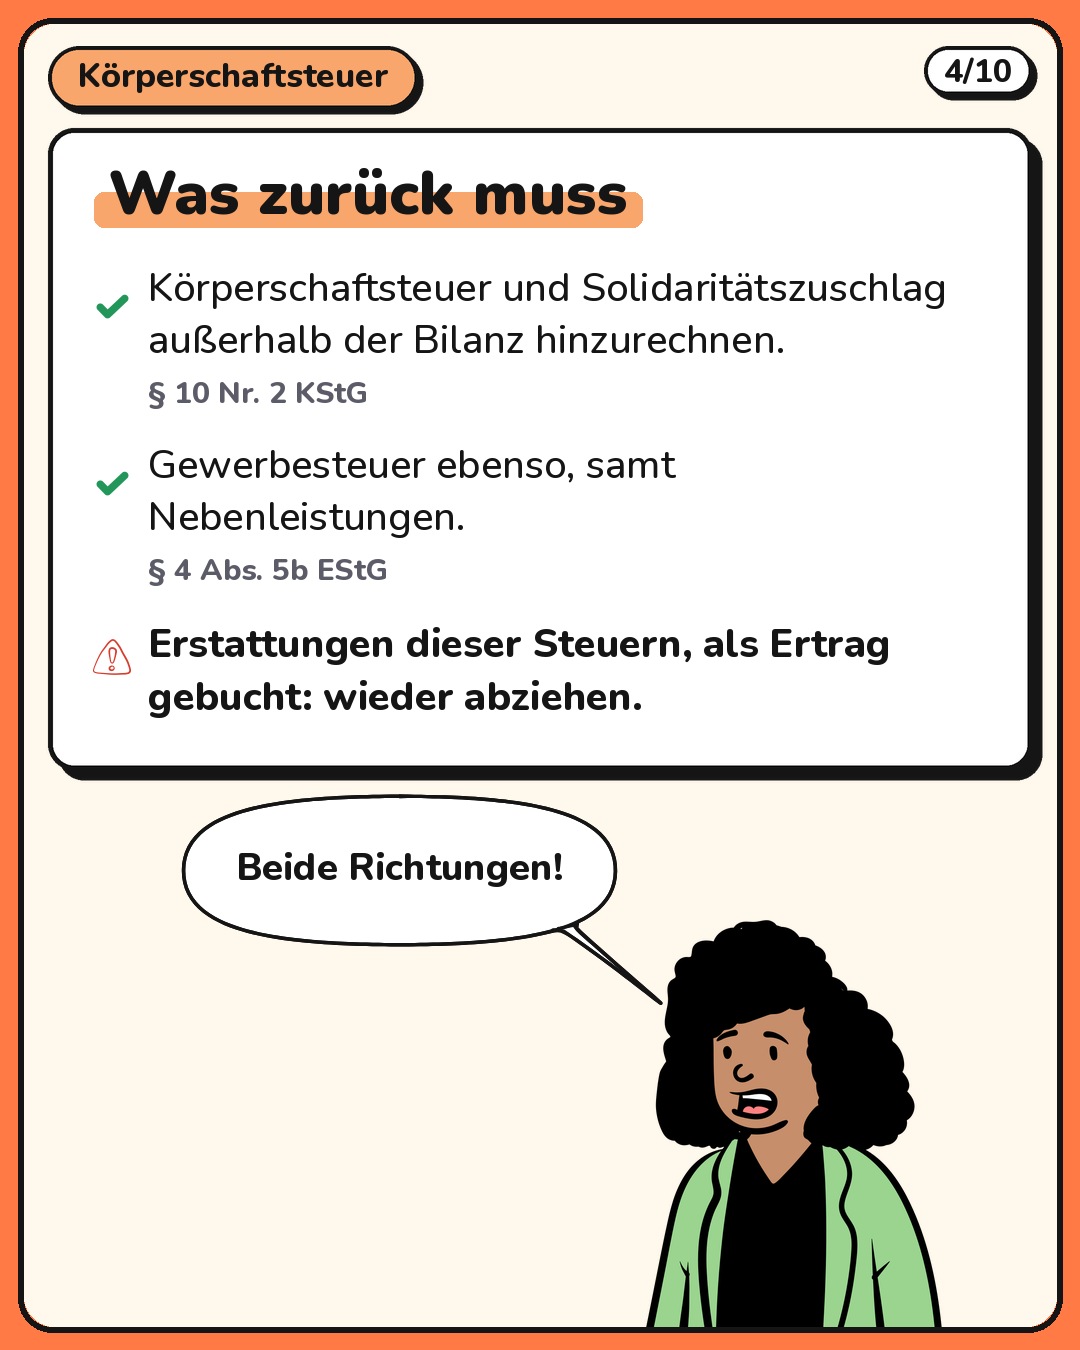 Körperschaftsteuer
4/10
Was zurück muss
Körperschaftsteuer und Solidaritätszuschlag
außerhalb der Bilanz hinzurechnen.
§ 10 Nr. 2 KStG
Gewerbesteuer ebenso, samt
Nebenleistungen.
§ 4 Abs. 5b EStG
Erstattungen dieser Steuern, als Ertrag
gebucht: wieder abziehen.
Beide Richtungen!